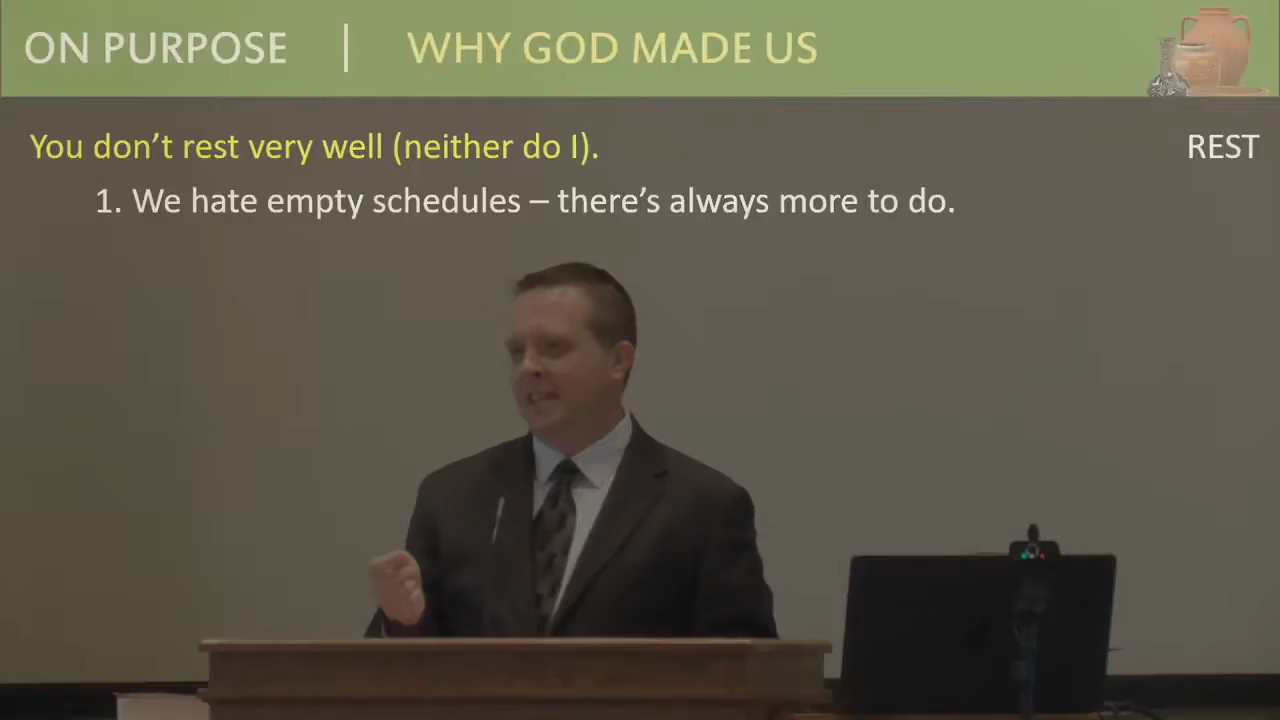 ON PURPOSE | WHY GOD MADE US
You don't rest very well (neither do I). REST
1. We hate empty schedules – there's always more to do.